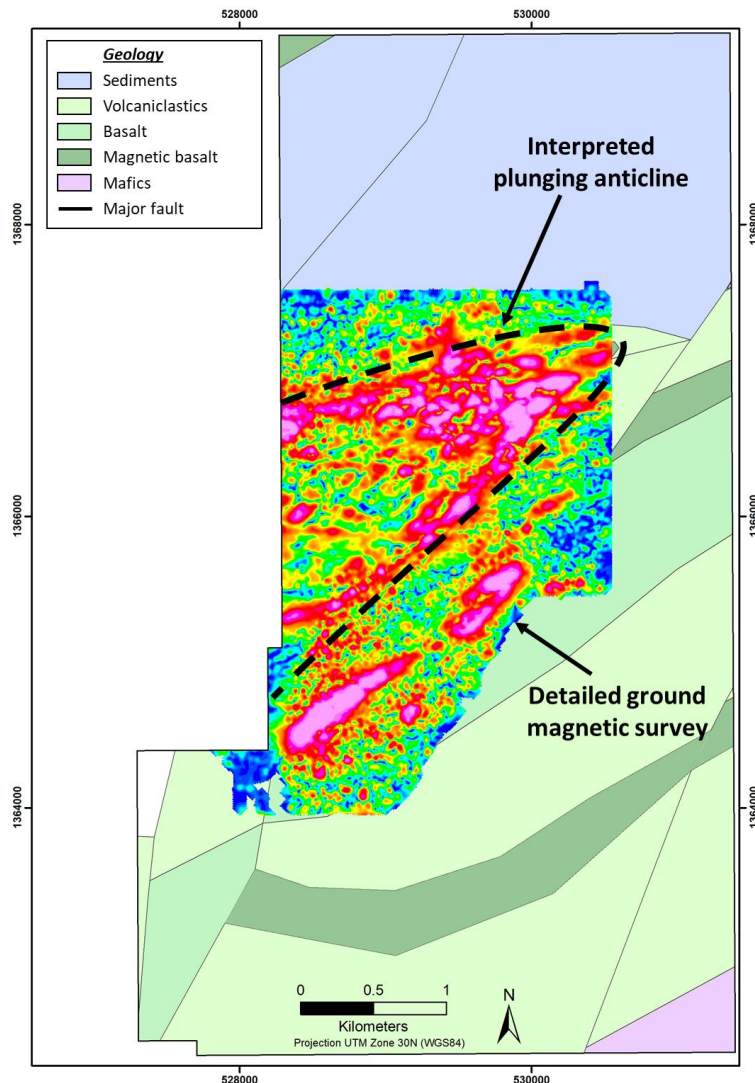 528000
530000
Geology
Sediments
Volcaniclastics
Basalt
Magnetic basalt
Mafics
Major fault
Interpreted
plunging anticline
1368000
1368000
1366000
1366000
Detailed ground
magnetic survey
1364000
1364000
0 0.5 1
Kilometers
Projection UTM Zone 30N (WGS84)
N
528000
530000